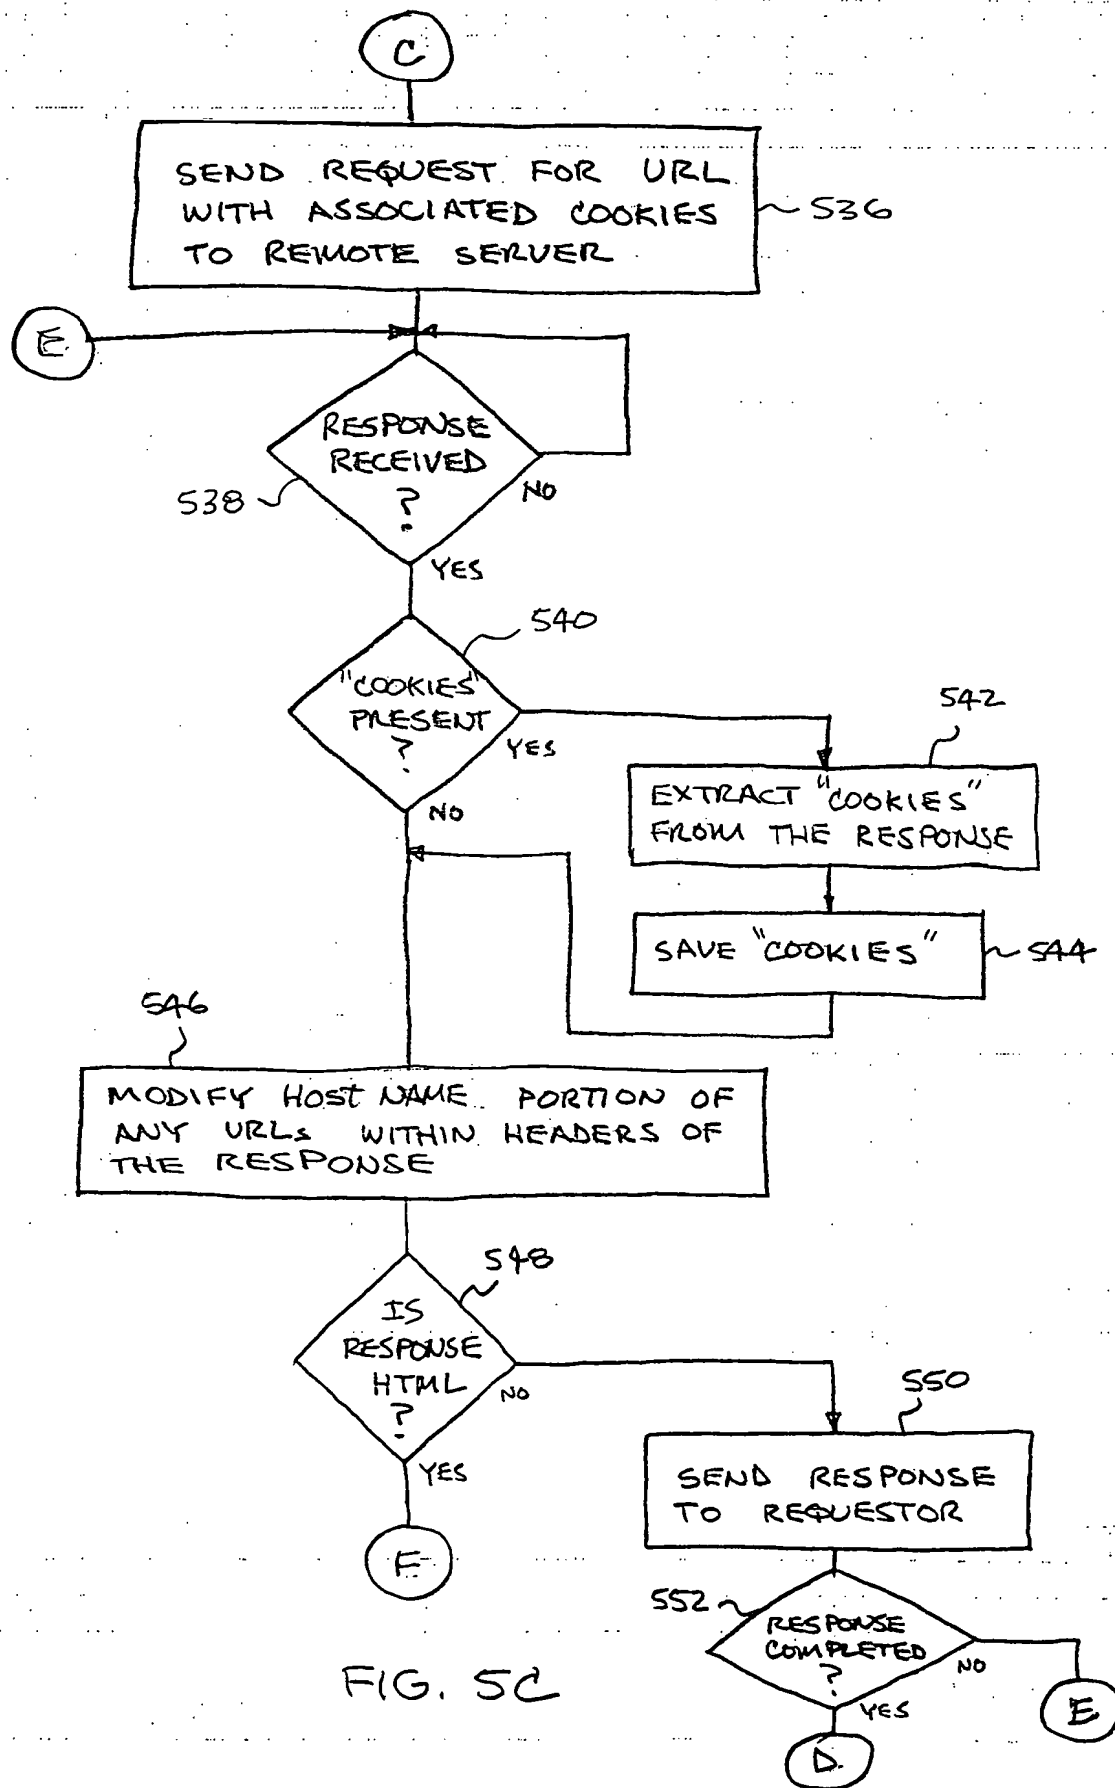 C
SEND REQUEST FOR URL
WITH ASSOCIATED COOKIES
TO REMOTE SERVER
536
E
RESPONSE
RECEIVED
?
538
NO
YES
540
"COOKIES"
PRESENT
?
YES
NO
542
EXTRACT "COOKIES"
FROM THE RESPONSE
SAVE "COOKIES"
544
546
MODIFY HOST NAME PORTION OF
ANY URLs WITHIN HEADERS OF
THE RESPONSE
548
IS
RESPONSE
HTML
?
NO
YES
F
550
SEND RESPONSE
TO REQUESTOR
552
RESPONSE
COMPLETED
?
NO
YES
E
D
FIG. 5C